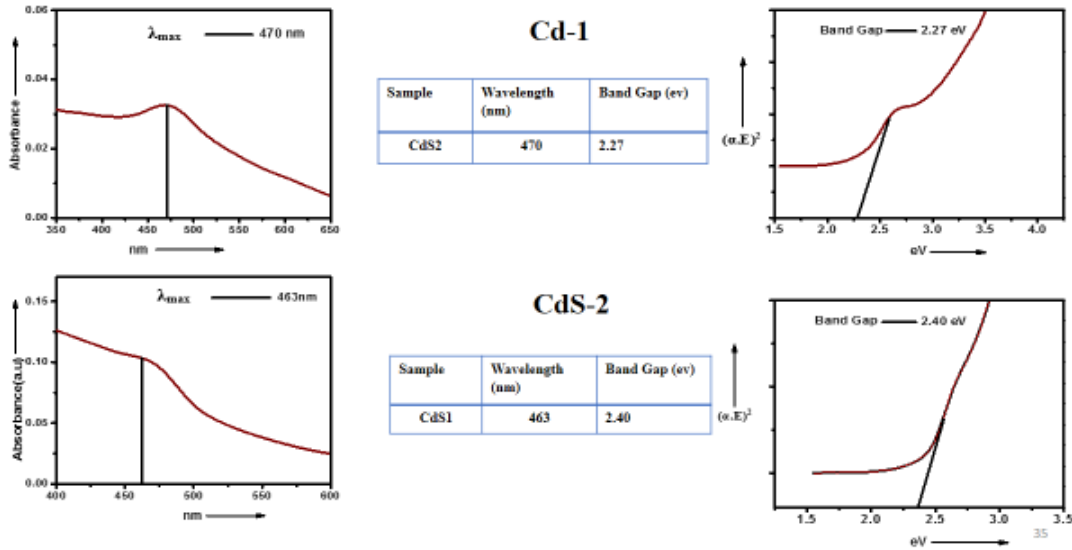 Cd-1
λmax 470 nm
0.06
0.04
0.02
0.00
Absorbance
350 400 450 500 550 600 650
nm
Sample Wavelength (nm) Band Gap (ev)
CdS2 470 2.27
Band Gap 2.27 eV
(α.E)2
1.5 2.0 2.5 3.0 3.5 4.0
eV
CdS-2
λmax 463nm
0.15
0.10
0.05
0.00
Absorbance(a.u)
400 450 500 550 600
nm
Sample Wavelength (nm) Band Gap (ev)
CdS1 463 2.40
Band Gap 2.40 eV
(α.E)2
1.5 2.0 2.5 3.0 3.5
eV
35